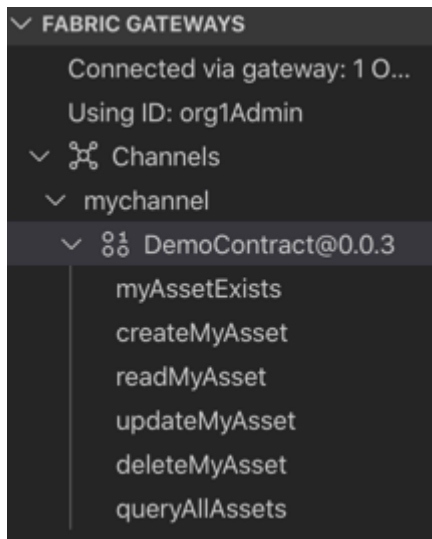 FABRIC GATEWAYS
Connected via gateway: 1 O...
Using ID: org1Admin
Channels
mychannel
DemoContract@0.0.3
myAssetExists
createMyAsset
readMyAsset
updateMyAsset
deleteMyAsset
queryAllAssets